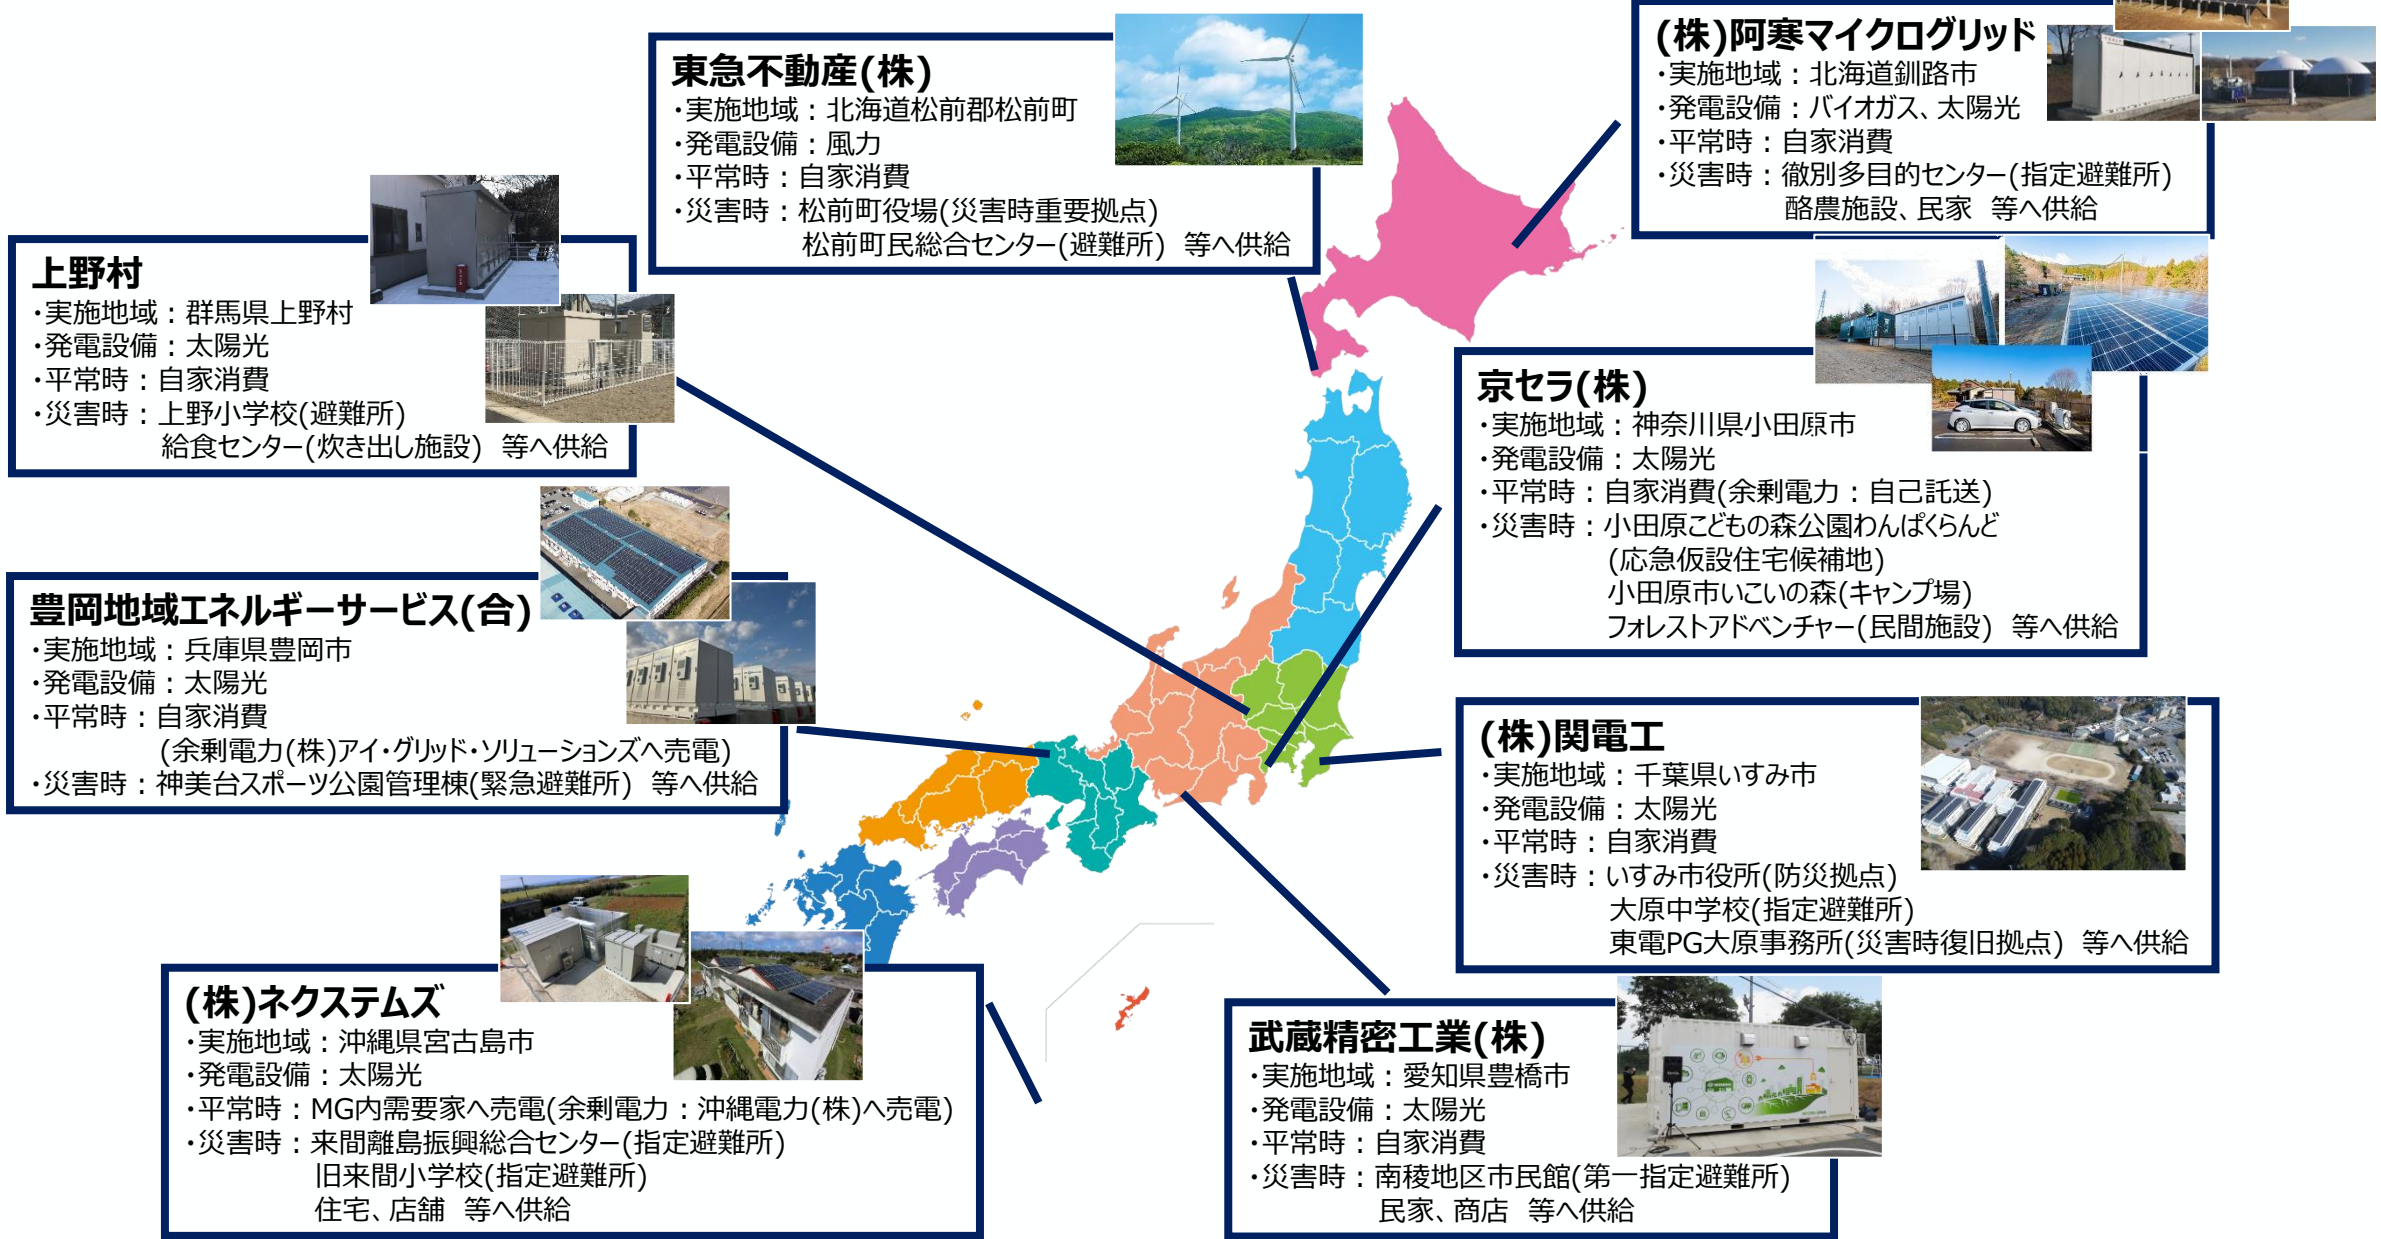 (株)阿寒マイクログリッド
・実施地域：北海道釧路市
・発電設備：バイオガス、太陽光
・平常時：自家消費
・災害時：徹別多目的センター(指定避難所)
酪農施設、民家 等へ供給
東急不動産(株)
・実施地域：北海道松前郡松前町
・発電設備：風力
・平常時：自家消費
・災害時：松前町役場(災害時重要拠点)
松前町民総合センター(避難所) 等へ供給
上野村
・実施地域：群馬県上野村
・発電設備：太陽光
・平常時：自家消費
・災害時：上野小学校(避難所)
給食センター(炊き出し施設) 等へ供給
京セラ(株)
・実施地域：神奈川県小田原市
・発電設備：太陽光
・平常時：自家消費(余剰電力：自己託送)
・災害時：小田原こどもの森公園わんぱくらんど
(応急仮設住宅候補地)
小田原市いこいの森(キャンプ場)
フォレストアドベンチャー(民間施設) 等へ供給
豊岡地域エネルギーサービス(合)
・実施地域：兵庫県豊岡市
・発電設備：太陽光
・平常時：自家消費
(余剰電力(株)アイ・グリッド・ソリューションズへ売電)
・災害時：神美台スポーツ公園管理棟(緊急避難所) 等へ供給
(株)関電工
・実施地域：千葉県いすみ市
・発電設備：太陽光
・平常時：自家消費
・災害時：いすみ市役所(防災拠点)
大原中学校(指定避難所)
東電PG大原事務所(災害時復旧拠点) 等へ供給
(株)ネクステムズ
・実施地域：沖縄県宮古島市
・発電設備：太陽光
・平常時：MG内需要家へ売電(余剰電力：沖縄電力(株)へ売電)
・災害時：来間離島振興総合センター(指定避難所)
旧来間小学校(指定避難所)
住宅、店舗 等へ供給
武蔵精密工業(株)
・実施地域：愛知県豊橋市
・発電設備：太陽光
・平常時：自家消費
・災害時：南稜地区市民館(第一指定避難所)
民家、商店 等へ供給